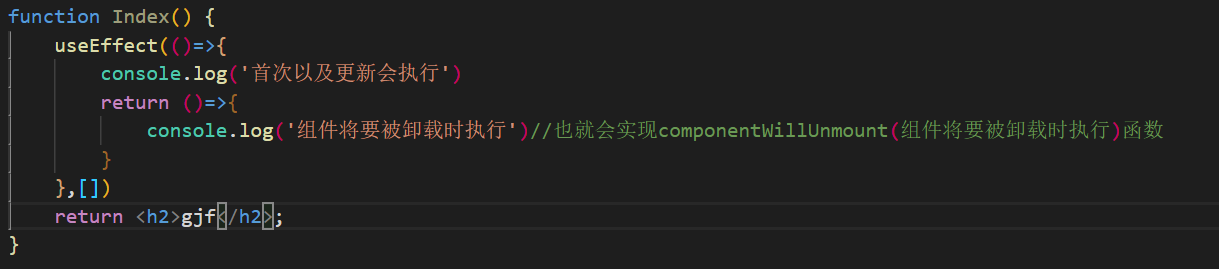 function Index() {
    useEffect(()=>{
        console.log('首次以及更新会执行')
        return ()=>{
            console.log('组件将要被卸载时执行')//也就会实现componentWillUnmount(组件将要被卸载时执行)函数
        }
    },[])
    return <h2>gjf</h2>;
}